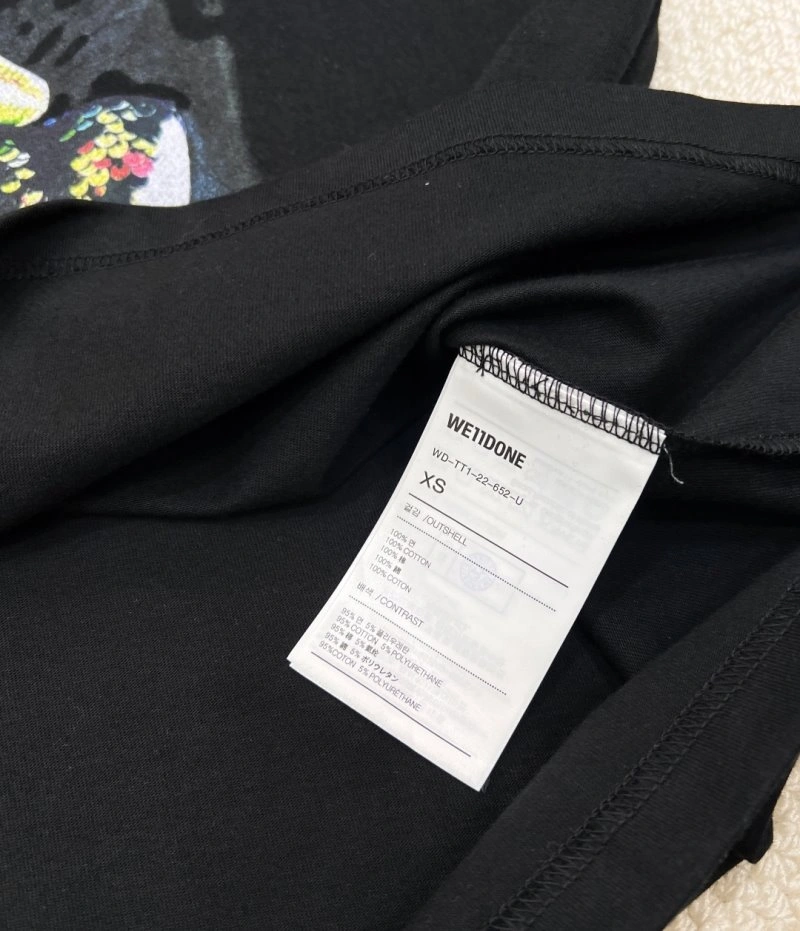 WE11DONE
WD-TT1-22-652-U
XS
겉감 /OUTSHELL
100% 면
100% COTTON
100% 棉
100% 綿
100% COTON
배색 /CONTRAST
95% 면 5% 폴리우레탄
95% COTTON 5% POLYURETHANE
95% 棉 5% 氨纶
95% 綿 5% ポリウレタン
95%COTON 5% POLYURÉTHANE